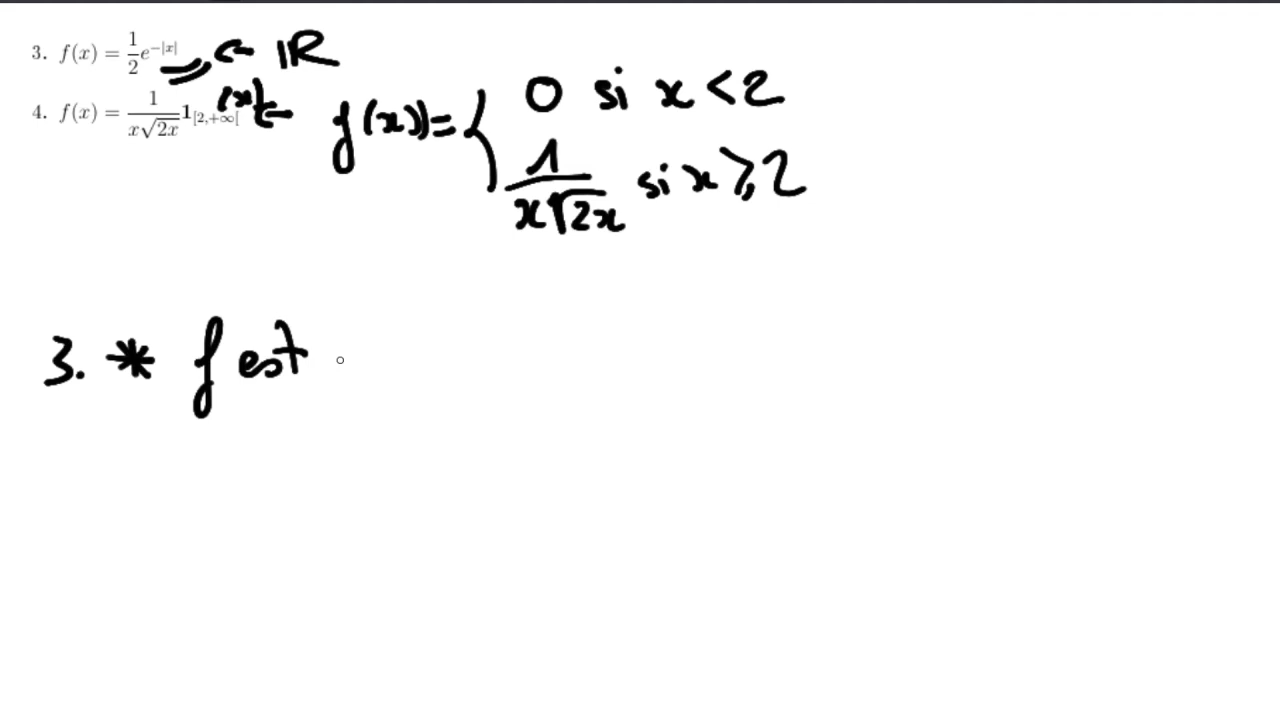 3. f(x) = 1/2 e^{-|x|} ← ℝ
4. f(x) = 1/(x√2x) 1_{[2,+∞[} (x) ←
f(x)) = { 0 si x < 2
1/(x√2x) si x ⩾ 2
3. * f est